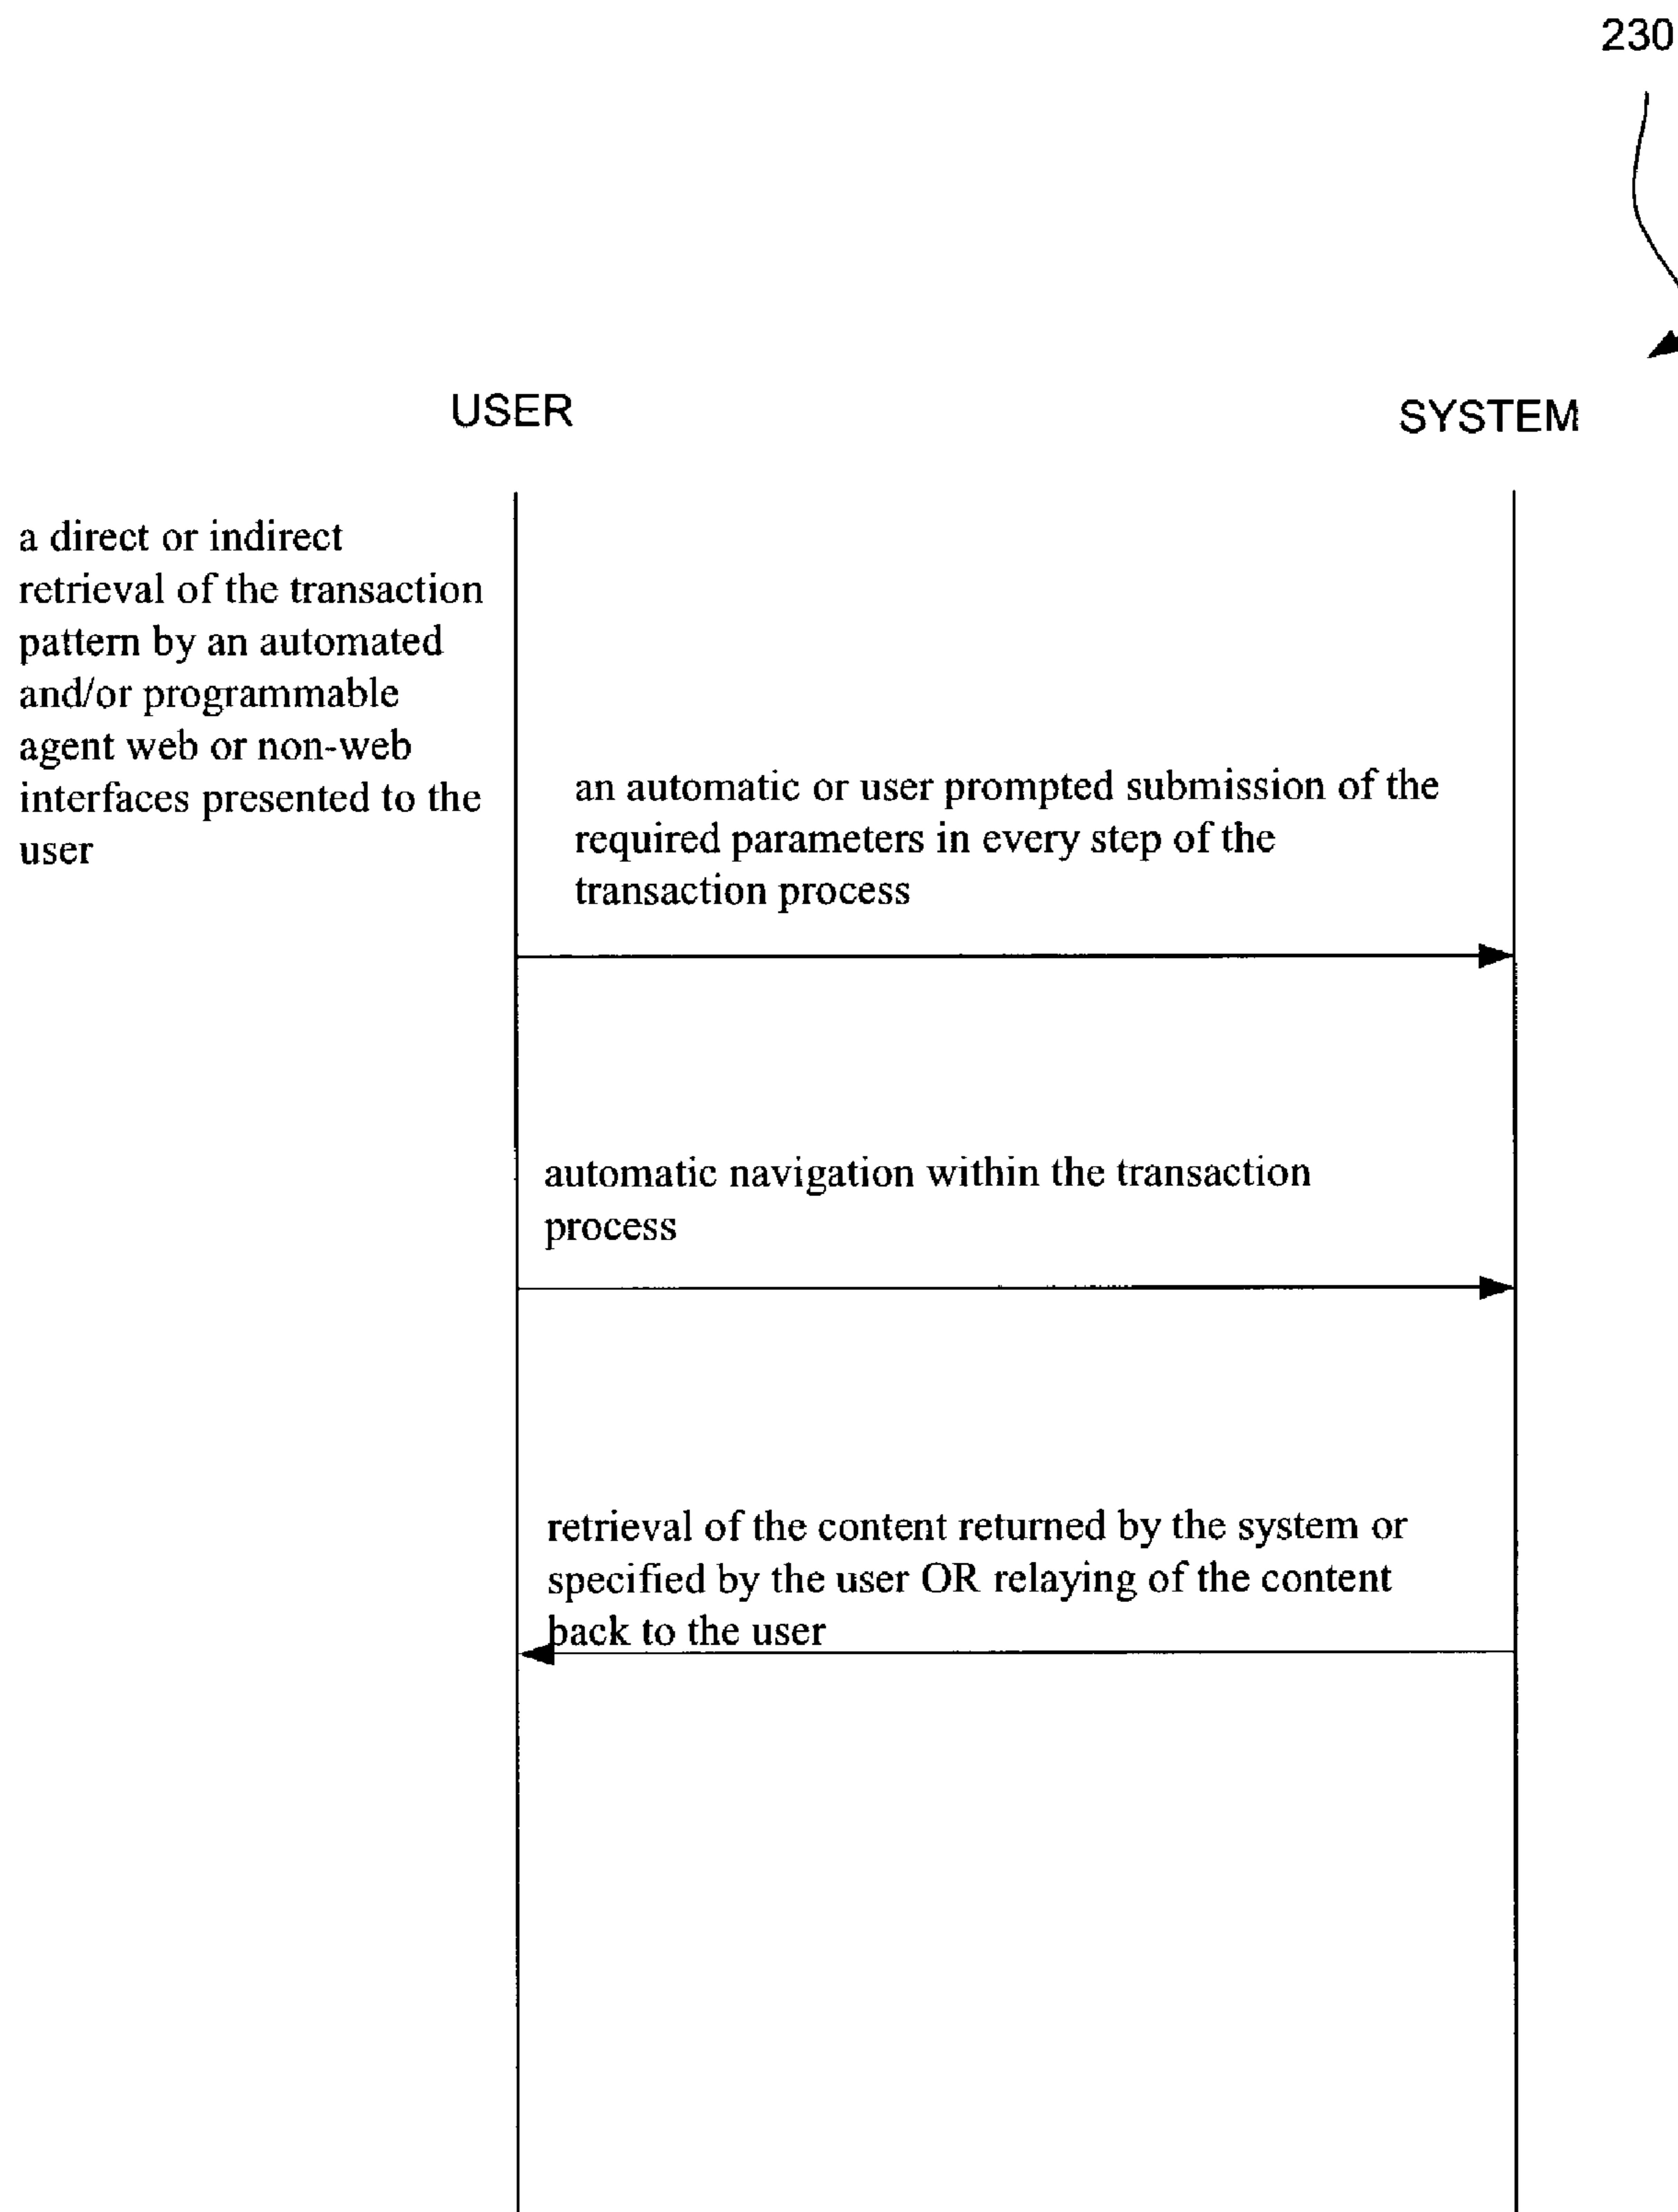 230
USER
SYSTEM
a direct or indirect
retrieval of the transaction
pattern by an automated
and/or programmable
agent web or non-web
interfaces presented to the
user
an automatic or user prompted submission of the
required parameters in every step of the
transaction process
automatic navigation within the transaction
process
retrieval of the content returned by the system or
specified by the user OR relaying of the content
back to the user